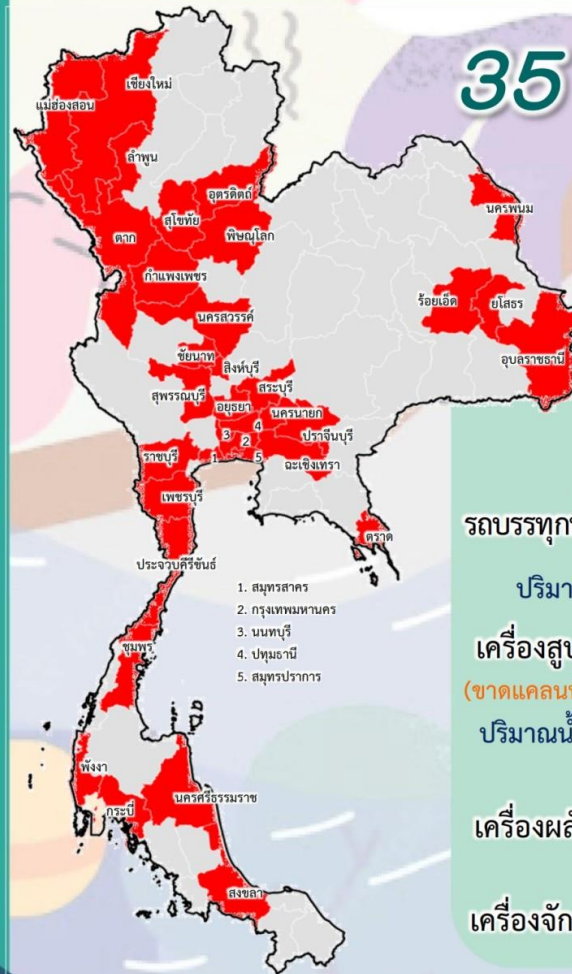 35
เชียงใหม่
แม่ฮ่องสอน
ลำพูน
อุตรดิตถ์
สุโขทัย
นครพนม
ตาก
พิษณุโลก
กำแพงเพชร
ร้อยเอ็ด
ยโสธร
นครสวรรค์
ชัยนาท
อุบลราชธานี
สิงห์บุรี
สระบุรี
สุพรรณบุรี
อยุธยา
นครนายก
4
3
2
ปราจีนบุรี
ราชบุรี
1
5
ฉะเชิงเทรา
เพชรบุรี
ตราด
ประจวบคีรีขันธ์
1. สมุทรสาคร
2. กรุงเทพมหานคร
3. นนทบุรี
4. ปทุมธานี
5. สมุทรปราการ
ชุมพร
พังงา
นครศรีธรรมราช
กระบี่
สงขลา
รถบรรทุก
ปริมา
เครื่องสูบ
(ขาดแคลน
ปริมาณน้
เครื่องผลั
เครื่องจัก